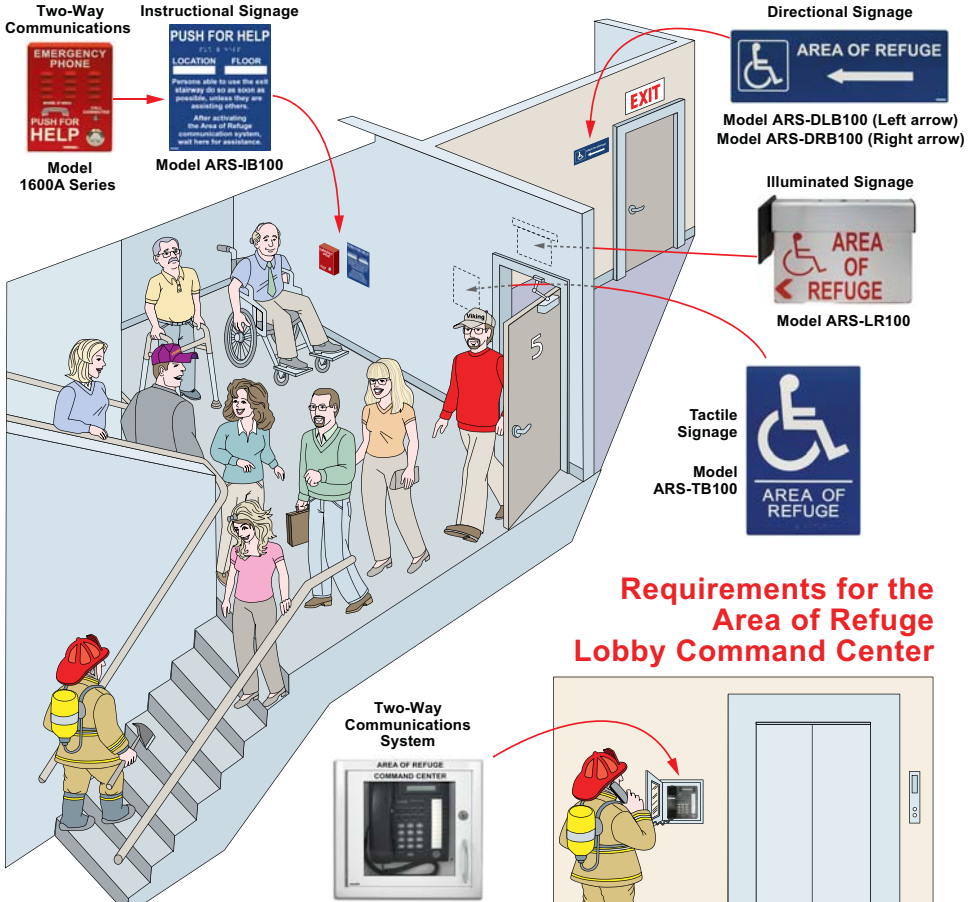 Two-Way
Communications
EMERGENCY
PHONE
PUSH FOR
HELP
Model
1600A Series
Instructional Signage
PUSH FOR HELP
LOCATION FLOOR
Persons able to use the exit
stairway do so as soon as
possible, unless they are
assisting others.
After activating
the Area of Refuge
communication system,
wait here for assistance.
Model ARS-IB100
Directional Signage
AREA OF REFUGE
Model ARS-DLB100 (Left arrow)
Model ARS-DRB100 (Right arrow)
EXIT
Illuminated Signage
AREA
OF
REFUGE
Model ARS-LR100
Viking
5
Tactile
Signage
Model
ARS-TB100
AREA OF
REFUGE
Requirements for the
Area of Refuge
Lobby Command Center
Two-Way
Communications
System
AREA OF REFUGE
COMMAND CENTER